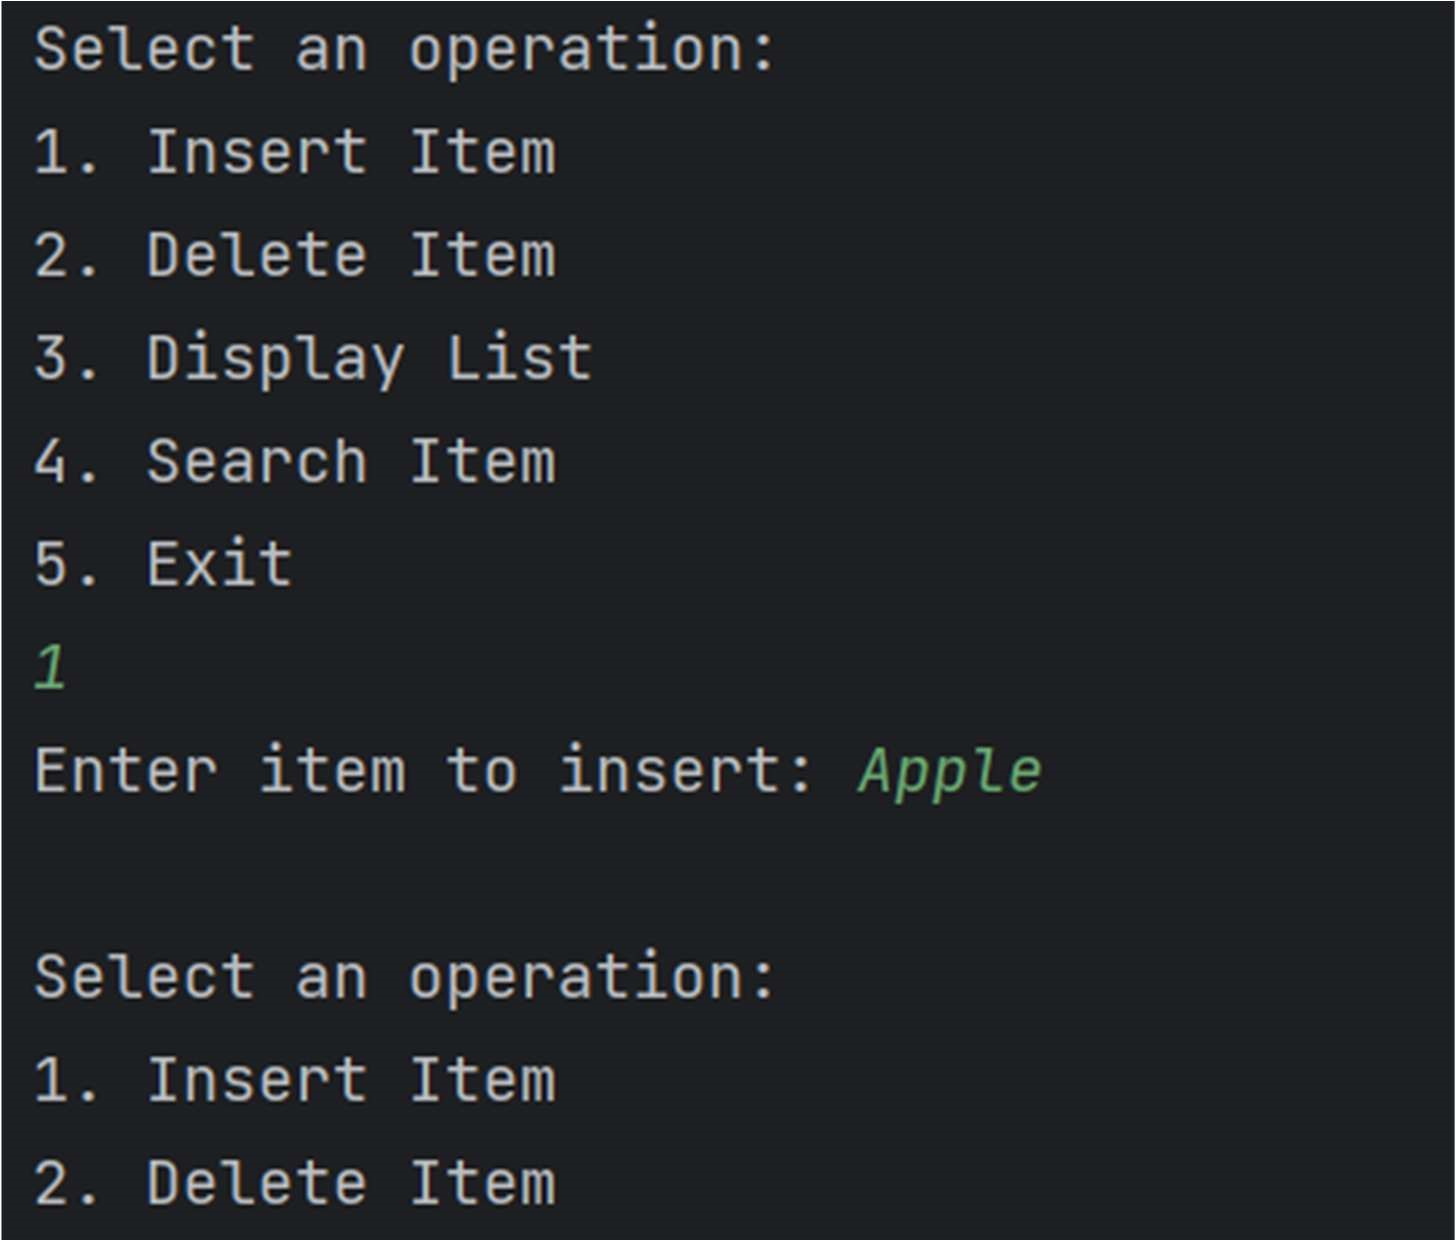 Select an operation:
1. Insert Item
2. Delete Item
3. Display List
4. Search Item
5. Exit
1
Enter item to insert: Apple
Select an operation:
1. Insert Item
2. Delete Item